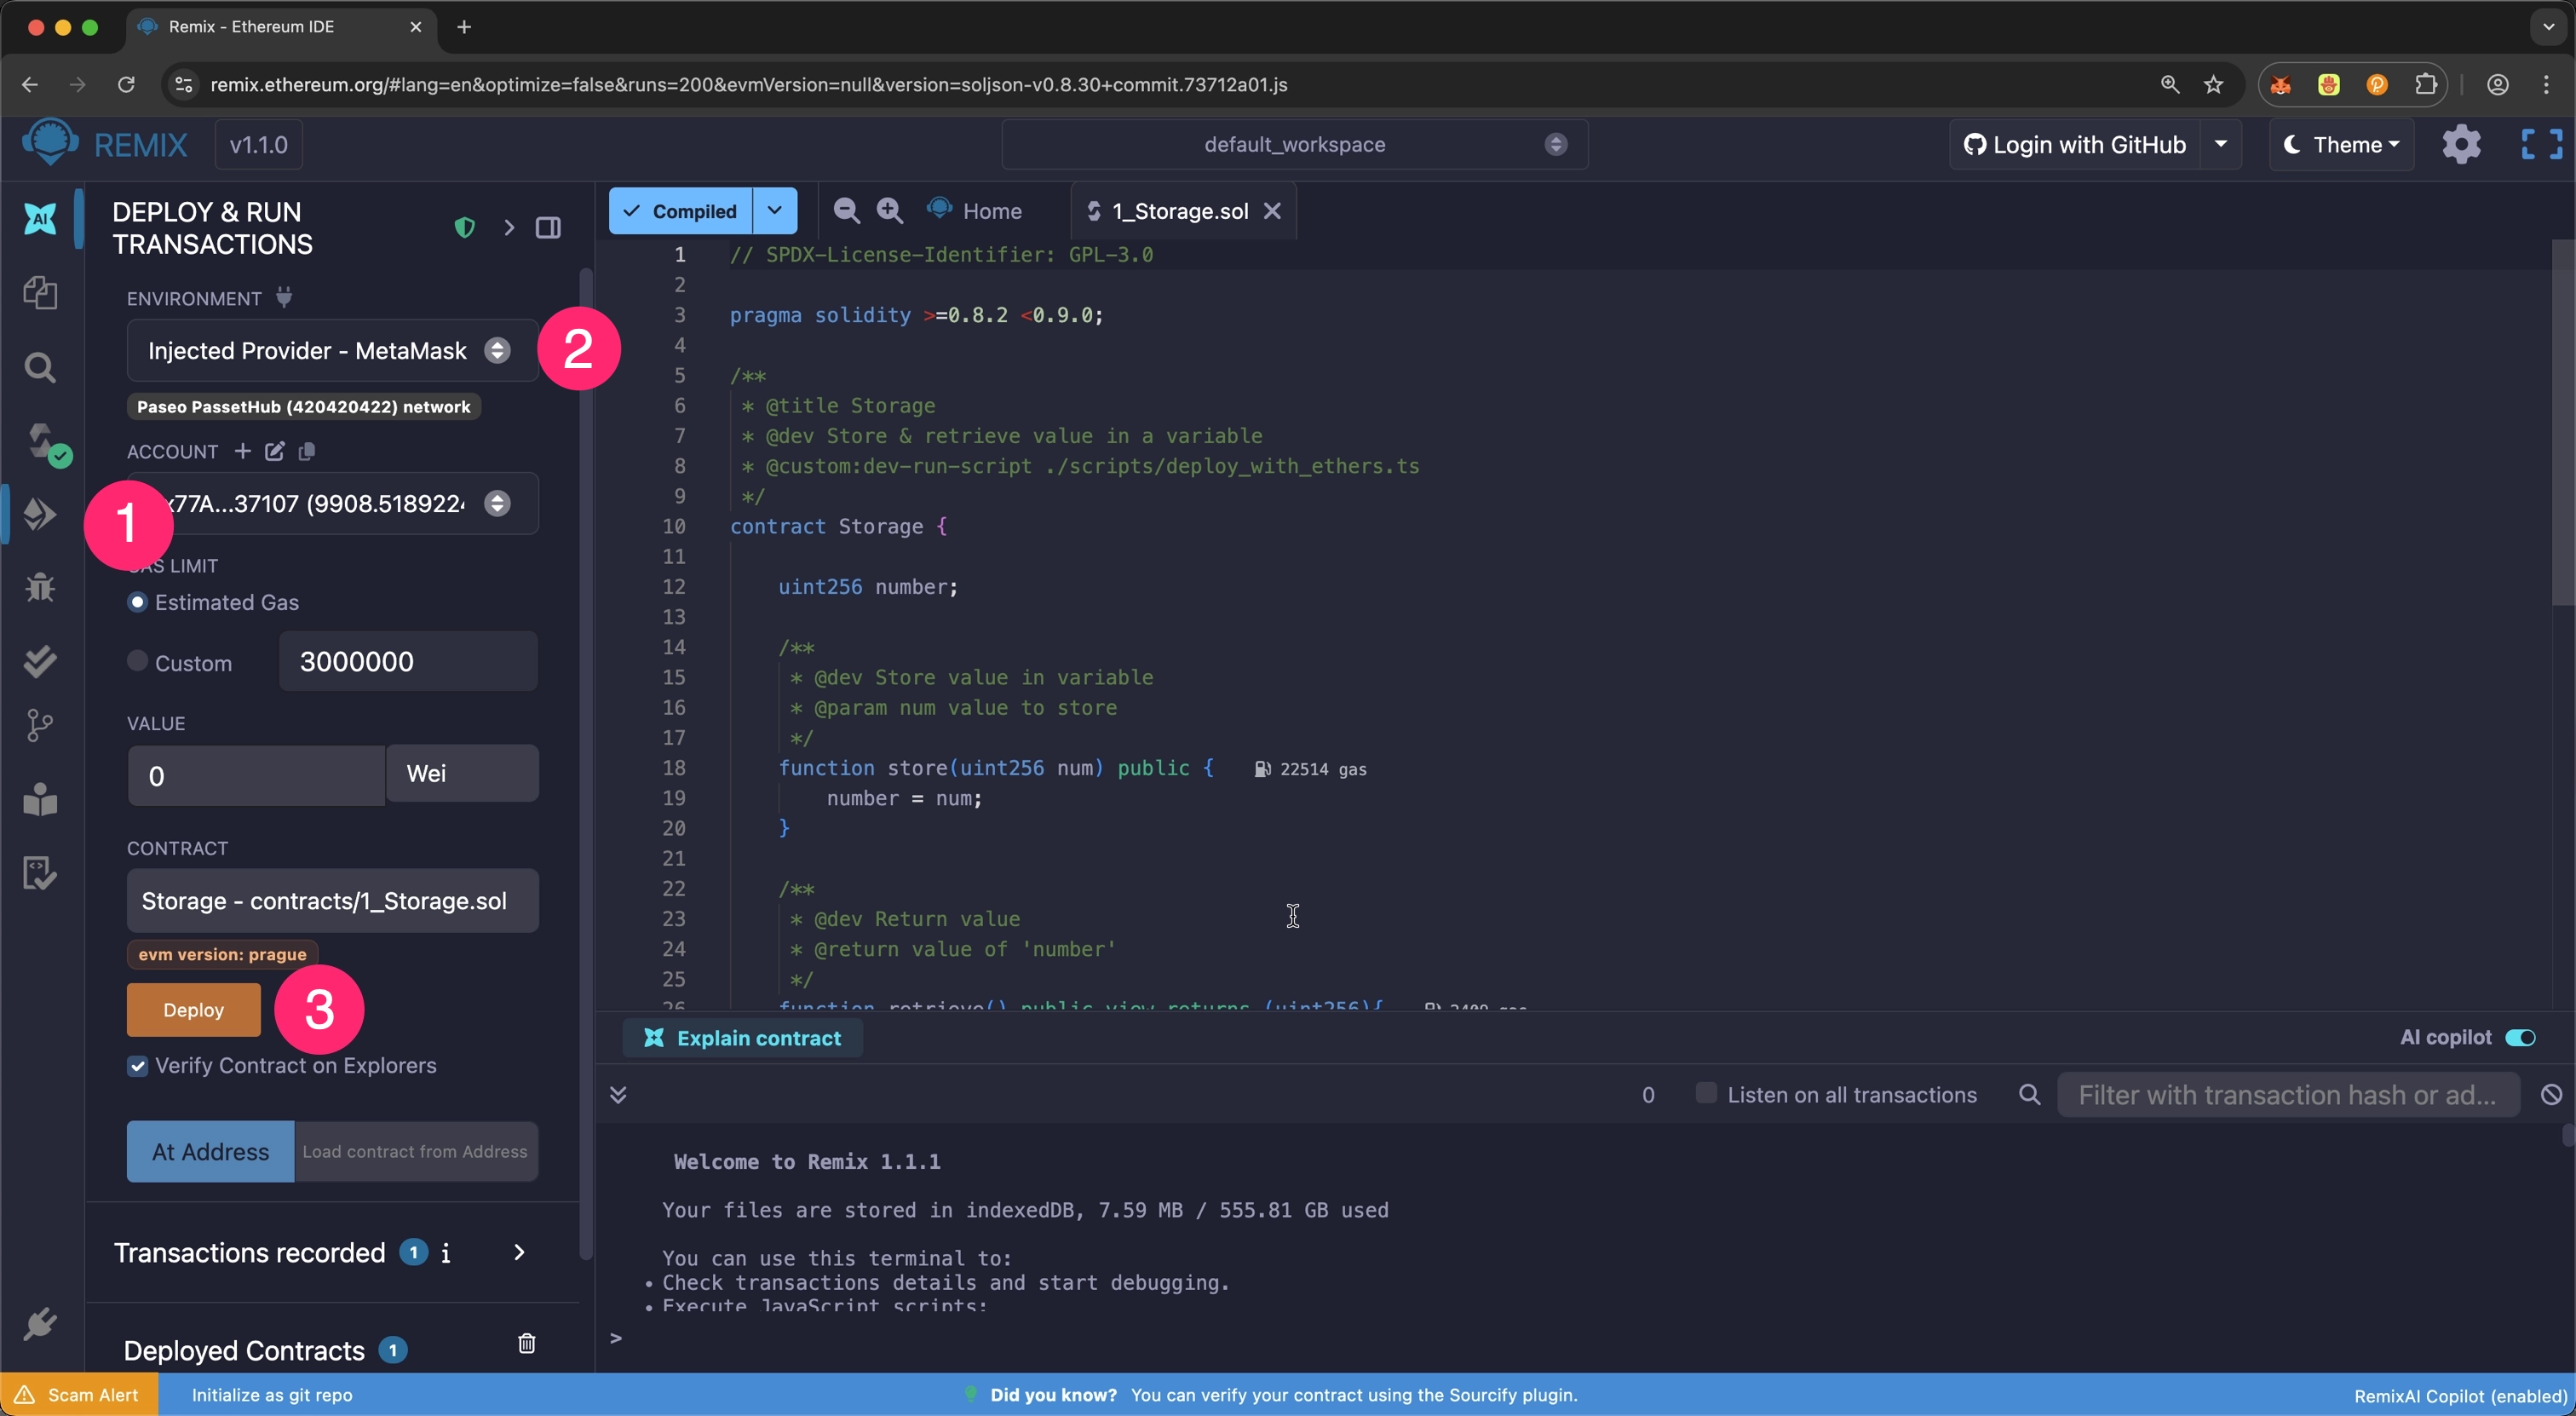 Remix - Ethereum IDE
remix.ethereum.org/#lang=en&optimize=false&runs=200&evmVersion=null&version=soljson-v0.8.30+commit.73712a01.js
REMIX
v1.1.0
default_workspace
Login with GitHub
Theme
DEPLOY & RUN
TRANSACTIONS
ENVIRONMENT
Injected Provider - MetaMask
2
Paseo PassetHub (420420422) network
ACCOUNT
x77A...37107 (9908.518922
1
GAS LIMIT
Estimated Gas
Custom
3000000
VALUE
0
Wei
CONTRACT
Storage - contracts/1_Storage.sol
evm version: prague
Deploy
3
Verify Contract on Explorers
At Address
Load contract from Address
Transactions recorded 1 i
Deployed Contracts 1
AI
Compiled
Home
1_Storage.sol
1 // SPDX-License-Identifier: GPL-3.0
2
3 pragma solidity >=0.8.2 <0.9.0;
4
5 /**
6 * @title Storage
7 * @dev Store & retrieve value in a variable
8 * @custom:dev-run-script ./scripts/deploy_with_ethers.ts
9 */
10 contract Storage {
11
12 uint256 number;
13
14 /**
15 * @dev Store value in variable
16 * @param num value to store
17 */
18 function store(uint256 num) public { 22514 gas
19 number = num;
20 }
21
22 /**
23 * @dev Return value
24 * @return value of 'number'
25 */
26 function retrieve() public view returns (uint256){ 2409 gas
Explain contract
AI copilot
0
Listen on all transactions
Filter with transaction hash or ad...
Welcome to Remix 1.1.1
Your files are stored in indexedDB, 7.59 MB / 555.81 GB used
You can use this terminal to:
• Check transactions details and start debugging.
• Execute JavaScript scripts:
>
Scam Alert
Initialize as git repo
Did you know? You can verify your contract using the Sourcify plugin.
RemixAI Copilot (enabled)